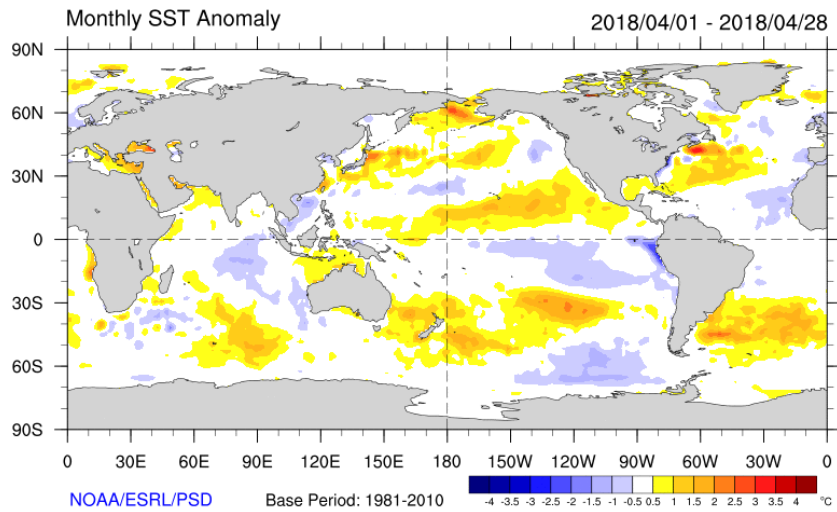 Monthly SST Anomaly 2018/04/01 - 2018/04/28
90N
60N
30N
0
30S
60S
90S
0 30E 60E 90E 120E 150E 180 150W 120W 90W 60W 30W 0
NOAA/ESRL/PSD Base Period: 1981-2010
-4 -3.5 -3 -2.5 -2 -1.5 -1 -0.5 0.5 1 1.5 2 2.5 3 3.5 4 °C